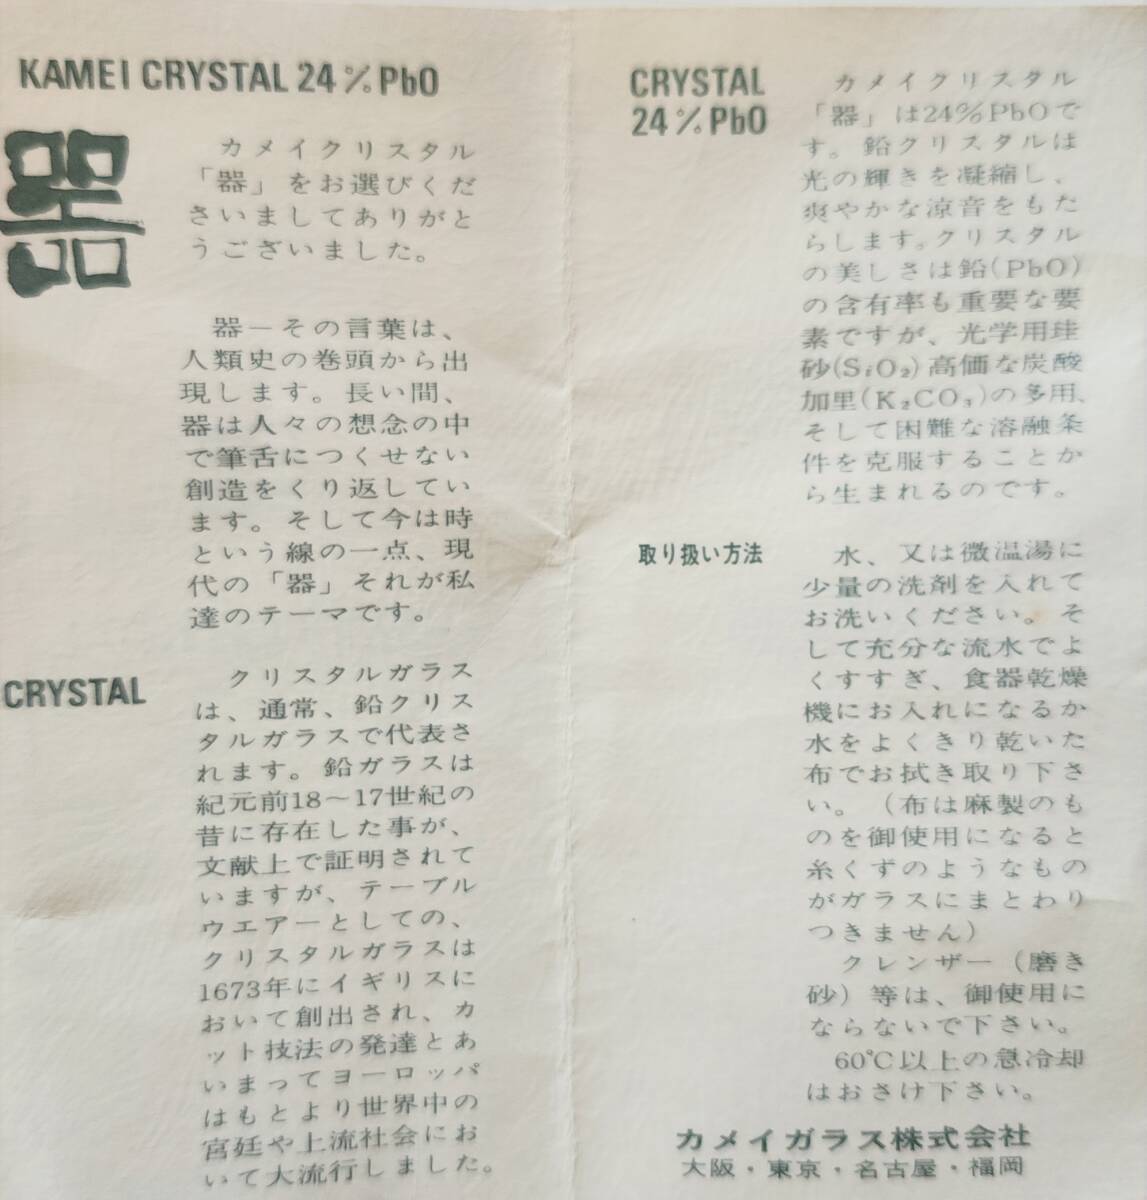 KAMEI CRYSTAL 24%PbO
器
カメイクリスタル
「器」をお選びくだ
さいましてありがと
うございました。
器－その言葉は、
人類史の巻頭から出
現します。長い間、
器は人々の想念の中
で筆舌につくせない
創造をくり返してい
ます。そして今は時
という線の一点、現
代の「器」それが私
達のテーマです。
CRYSTAL
クリスタルガラス
は、通常、鉛クリス
タルガラスで代表さ
れます。鉛ガラスは
紀元前18～17世紀の
昔に存在した事が、
文献上で証明されて
いますが、テーブル
ウエアーとしての、
クリスタルガラスは
1673年にイギリスに
おいて創出され、カ
ット技法の発達とあ
いまってヨーロッパ
はもとより世界中の
宮廷や上流社会にお
いて大流行しました。
CRYSTAL
24%PbO
カメイクリスタル
「器」は24%PbOで
す。鉛クリスタルは
光の輝きを凝縮し、
爽やかな涼音をもた
らします。クリスタル
の美しさは鉛(PbO)
の含有率も重要な要
素ですが、光学用珪
砂(SiO₂)高価な炭酸
加里(K₂CO₃)の多用、
そして困難な溶融条
件を克服することか
ら生まれるのです。
取り扱い方法
水、又は微温湯に
少量の洗剤を入れて
お洗いください。そ
して充分な流水でよ
くすすぎ、食器乾燥
機にお入れになるか
水をよくきり乾いた
布でお拭き取り下さ
い。（布は麻製のも
のを御使用になると
糸くずのようなもの
がガラスにまとわり
つきません）
クレンザー（磨き
砂）等は、御使用に
ならないで下さい。
60℃以上の急冷却
はおさけ下さい。
カメイガラス株式会社
大阪・東京・名古屋・福岡